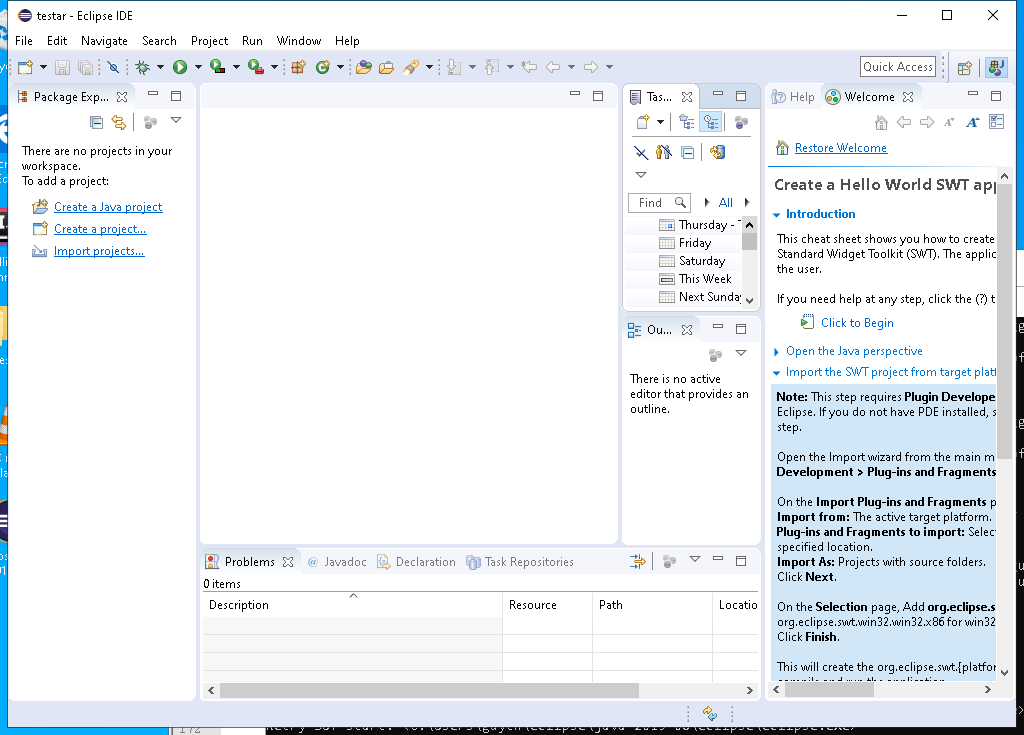 testar - Eclipse IDE
File Edit Navigate Search Project Run Window Help
Quick Access
Package Exp...
There are no projects in your
workspace.
To add a project:
Create a Java project
Create a project...
Import projects...
Tas...
Find
All
Thursday -
Friday
Saturday
This Week
Next Sunday
Ou...
There is no active
editor that provides an
outline.
Help Welcome
Restore Welcome
Create a Hello World SWT app
Introduction
This cheat sheet shows you how to create
Standard Widget Toolkit (SWT). The applic
the user.
If you need help at any step, click the (?) t
Click to Begin
Open the Java perspective
Import the SWT project from target platf
Note: This step requires Plugin Develope
Eclipse. If you do not have PDE installed, s
step.
Open the Import wizard from the main m
Development > Plug-ins and Fragments
On the Import Plug-ins and Fragments p
Import from: The active target platform.
Plug-ins and Fragments to import: Selec
specified location.
Import As: Projects with source folders.
Click Next.
On the Selection page, Add org.eclipse.s
org.eclipse.swt.win32.win32.x86 for win32
Click Finish.
This will create the org.eclipse.swt.{platfor
compile and run the application
Problems @ Javadoc Declaration Task Repositories
0 items
Description Resource Path Locatio
172